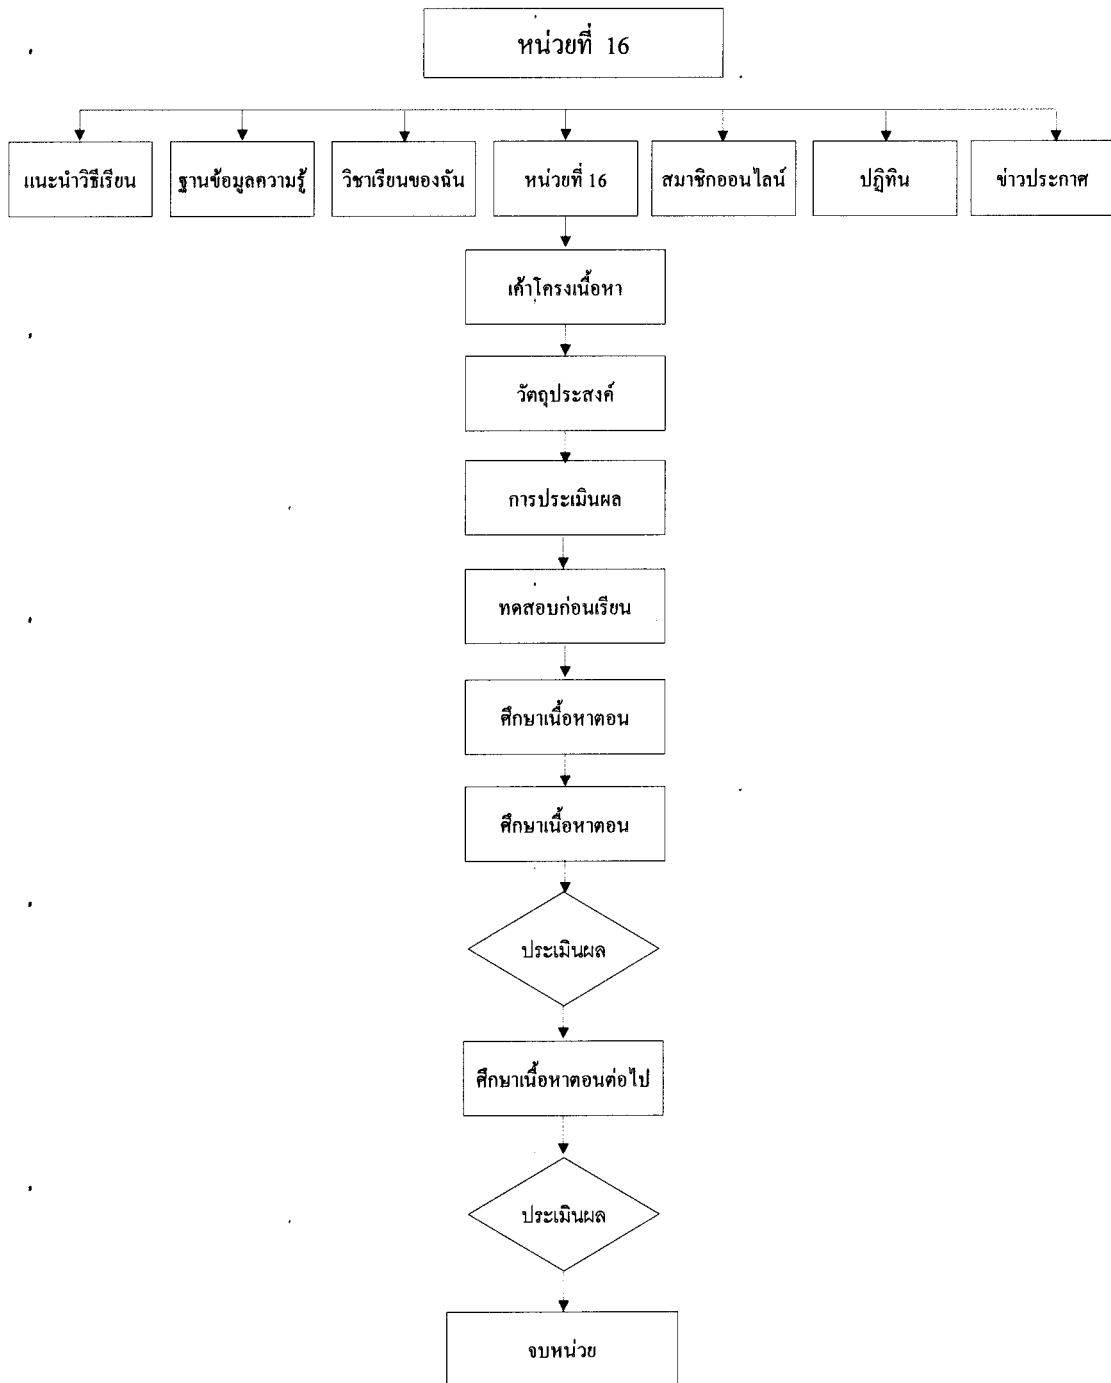 หน่วยที่ 16
แนะนำวิธีเรียน
ฐานข้อมูลความรู้
วิชาเรียนของฉัน
หน่วยที่ 16
สมาชิกออนไลน์
ปฏิทิน
ข่าวประกาศ
เค้าโครงเนื้อหา
วัตถุประสงค์
การประเมินผล
ทดสอบก่อนเรียน
ศึกษาเนื้อหาตอน
ศึกษาเนื้อหาตอน
ประเมินผล
ศึกษาเนื้อหาตอนต่อไป
ประเมินผล
จบหน่วย